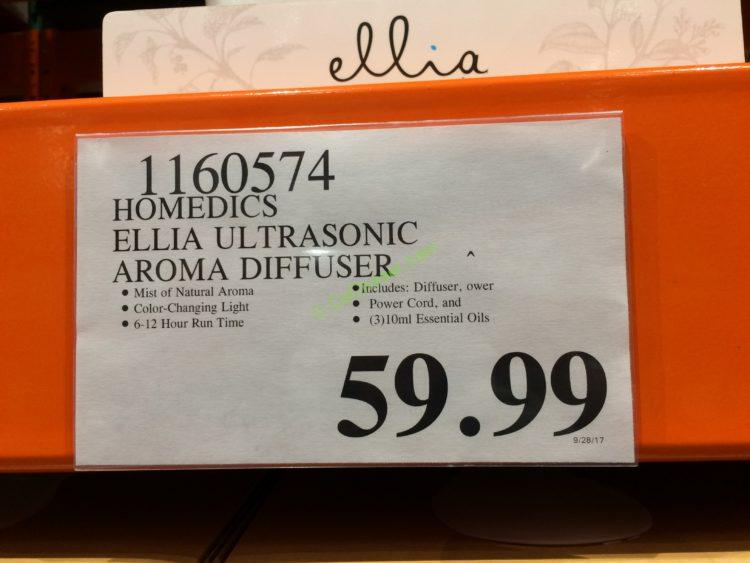 ellia
1160574
HOMEDICS
ELLIA ULTRASONIC
AROMA DIFFUSER ^
• Mist of Natural Aroma
• Color-Changing Light
• 6-12 Hour Run Time
• Includes: Diffuser, ower
• Power Cord, and
• (3)10ml Essential Oils
59.99
9/28/17